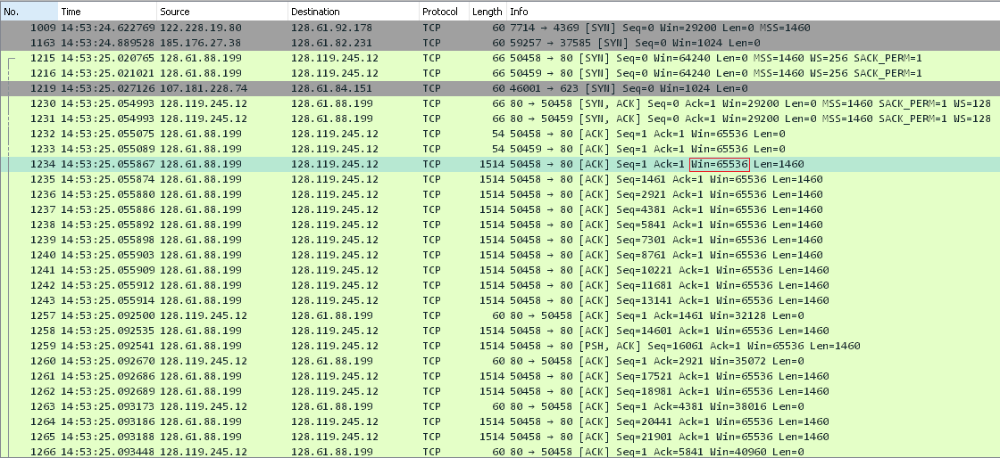 No. Time Source Destination Protocol Length Info
1009 14:53:24.622769 122.228.19.80 128.61.92.178 TCP 60 7714 → 4369 [SYN] Seq=0 Win=29200 Len=0 MSS=1460
1163 14:53:24.889528 185.176.27.38 128.61.82.231 TCP 60 59257 → 37585 [SYN] Seq=0 Win=1024 Len=0
1215 14:53:25.020765 128.61.88.199 128.119.245.12 TCP 66 50458 → 80 [SYN] Seq=0 Win=64240 Len=0 MSS=1460 WS=256 SACK_PERM=1
1216 14:53:25.021021 128.61.88.199 128.119.245.12 TCP 66 50459 → 80 [SYN] Seq=0 Win=64240 Len=0 MSS=1460 WS=256 SACK_PERM=1
1219 14:53:25.027126 107.181.228.74 128.61.84.151 TCP 60 46001 → 623 [SYN] Seq=0 Win=1024 Len=0
1230 14:53:25.054993 128.119.245.12 128.61.88.199 TCP 66 80 → 50458 [SYN, ACK] Seq=0 Ack=1 Win=29200 Len=0 MSS=1460 SACK_PERM=1 WS=128
1231 14:53:25.054993 128.119.245.12 128.61.88.199 TCP 66 80 → 50459 [SYN, ACK] Seq=0 Ack=1 Win=29200 Len=0 MSS=1460 SACK_PERM=1 WS=128
1232 14:53:25.055075 128.61.88.199 128.119.245.12 TCP 54 50458 → 80 [ACK] Seq=1 Ack=1 Win=65536 Len=0
1233 14:53:25.055089 128.61.88.199 128.119.245.12 TCP 54 50459 → 80 [ACK] Seq=1 Ack=1 Win=65536 Len=0
1234 14:53:25.055867 128.61.88.199 128.119.245.12 TCP 1514 50458 → 80 [ACK] Seq=1 Ack=1 Win=65536 Len=1460
1235 14:53:25.055874 128.61.88.199 128.119.245.12 TCP 1514 50458 → 80 [ACK] Seq=1461 Ack=1 Win=65536 Len=1460
1236 14:53:25.055880 128.61.88.199 128.119.245.12 TCP 1514 50458 → 80 [ACK] Seq=2921 Ack=1 Win=65536 Len=1460
1237 14:53:25.055886 128.61.88.199 128.119.245.12 TCP 1514 50458 → 80 [ACK] Seq=4381 Ack=1 Win=65536 Len=1460
1238 14:53:25.055892 128.61.88.199 128.119.245.12 TCP 1514 50458 → 80 [ACK] Seq=5841 Ack=1 Win=65536 Len=1460
1239 14:53:25.055898 128.61.88.199 128.119.245.12 TCP 1514 50458 → 80 [ACK] Seq=7301 Ack=1 Win=65536 Len=1460
1240 14:53:25.055903 128.61.88.199 128.119.245.12 TCP 1514 50458 → 80 [ACK] Seq=8761 Ack=1 Win=65536 Len=1460
1241 14:53:25.055909 128.61.88.199 128.119.245.12 TCP 1514 50458 → 80 [ACK] Seq=10221 Ack=1 Win=65536 Len=1460
1242 14:53:25.055912 128.61.88.199 128.119.245.12 TCP 1514 50458 → 80 [ACK] Seq=11681 Ack=1 Win=65536 Len=1460
1243 14:53:25.055914 128.61.88.199 128.119.245.12 TCP 1514 50458 → 80 [ACK] Seq=13141 Ack=1 Win=65536 Len=1460
1257 14:53:25.092500 128.119.245.12 128.61.88.199 TCP 60 80 → 50458 [ACK] Seq=1 Ack=1461 Win=32128 Len=0
1258 14:53:25.092535 128.61.88.199 128.119.245.12 TCP 1514 50458 → 80 [ACK] Seq=14601 Ack=1 Win=65536 Len=1460
1259 14:53:25.092541 128.61.88.199 128.119.245.12 TCP 1514 50458 → 80 [PSH, ACK] Seq=16061 Ack=1 Win=65536 Len=1460
1260 14:53:25.092670 128.119.245.12 128.61.88.199 TCP 60 80 → 50458 [ACK] Seq=1 Ack=2921 Win=35072 Len=0
1261 14:53:25.092686 128.61.88.199 128.119.245.12 TCP 1514 50458 → 80 [ACK] Seq=17521 Ack=1 Win=65536 Len=1460
1262 14:53:25.092689 128.61.88.199 128.119.245.12 TCP 1514 50458 → 80 [ACK] Seq=18981 Ack=1 Win=65536 Len=1460
1263 14:53:25.093173 128.119.245.12 128.61.88.199 TCP 60 80 → 50458 [ACK] Seq=1 Ack=4381 Win=38016 Len=0
1264 14:53:25.093186 128.61.88.199 128.119.245.12 TCP 1514 50458 → 80 [ACK] Seq=20441 Ack=1 Win=65536 Len=1460
1265 14:53:25.093188 128.61.88.199 128.119.245.12 TCP 1514 50458 → 80 [ACK] Seq=21901 Ack=1 Win=65536 Len=1460
1266 14:53:25.093448 128.119.245.12 128.61.88.199 TCP 60 80 → 50458 [ACK] Seq=1 Ack=5841 Win=40960 Len=0